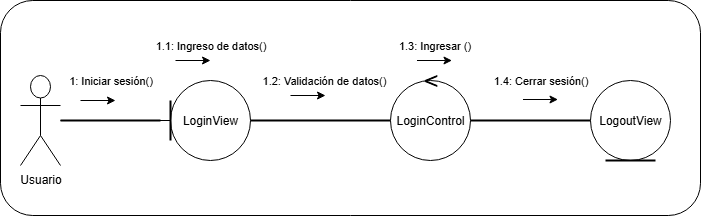 1.1: Ingreso de datos()
1.3: Ingresar ()
1: Iniciar sesión()
1.2: Validación de datos()
1.4: Cerrar sesión()
LoginView
LoginControl
LogoutView
Usuario